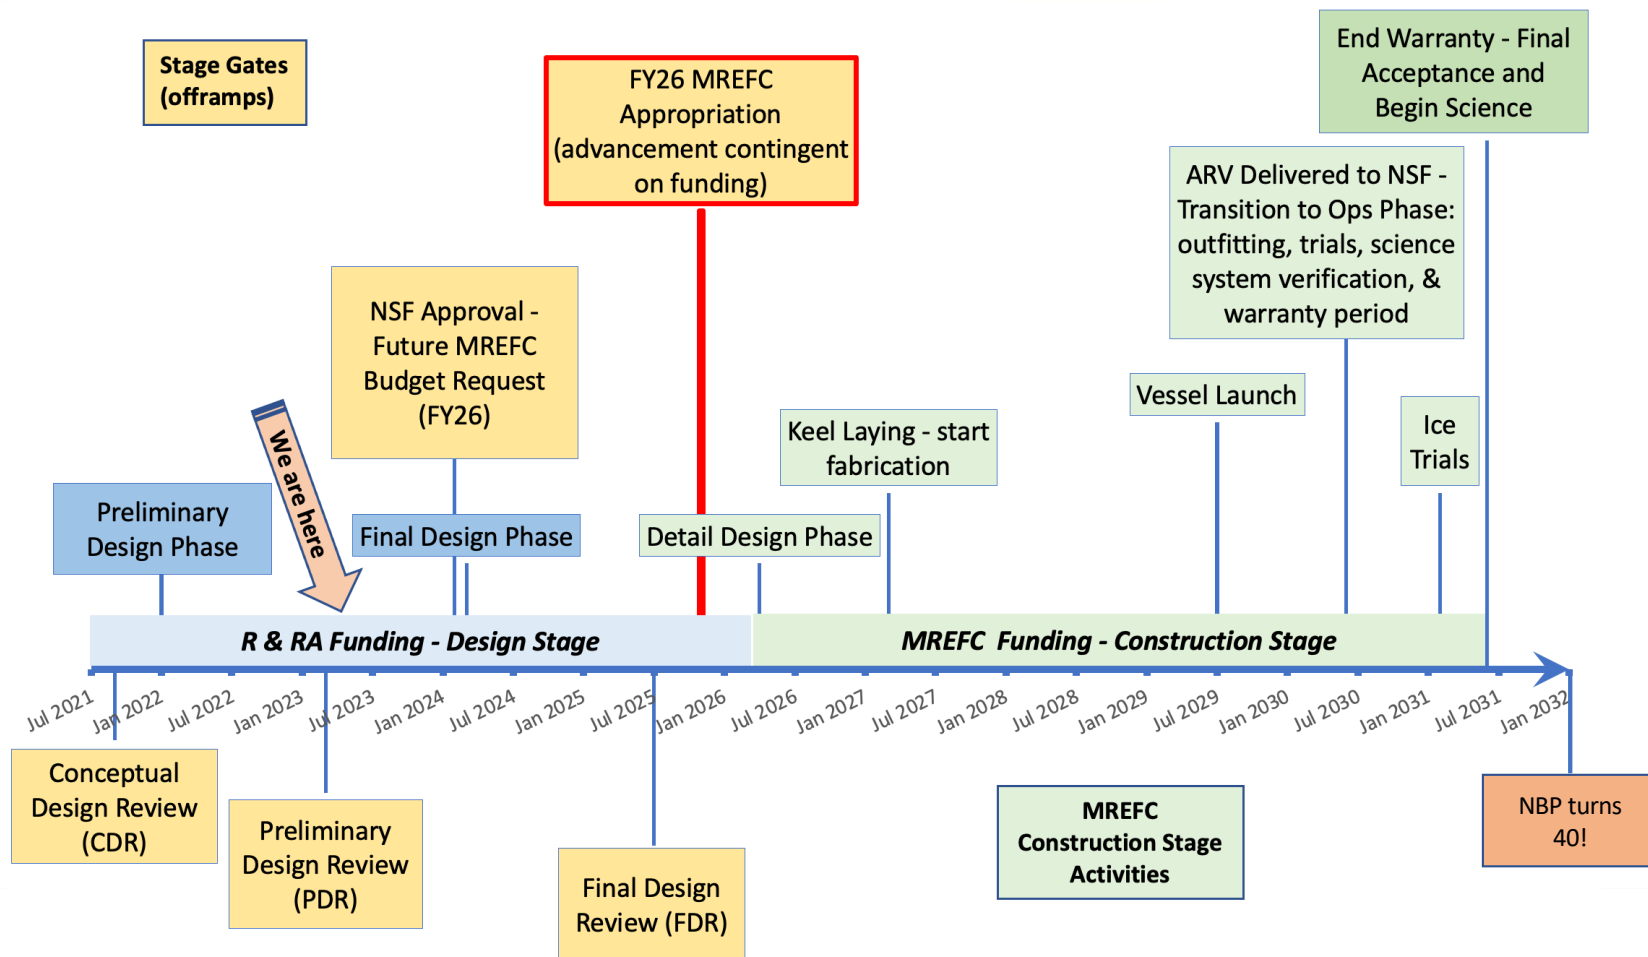 Stage Gates
(offramps)
FY26 MREFC
Appropriation
(advancement contingent
on funding)
End Warranty - Final
Acceptance and
Begin Science
ARV Delivered to NSF -
Transition to Ops Phase:
outfitting, trials, science
system verification, &
warranty period
NSF Approval -
Future MREFC
Budget Request
(FY26)
Vessel Launch
Keel Laying - start
fabrication
Ice
Trials
We are here
Preliminary
Design Phase
Final Design Phase
Detail Design Phase
R & RA Funding - Design Stage
MREFC  Funding - Construction Stage
Jul 2021
Jan 2022
Jul 2022
Jan 2023
Jul 2023
Jan 2024
Jul 2024
Jan 2025
Jul 2025
Jan 2026
Jul 2026
Jan 2027
Jul 2027
Jan 2028
Jul 2028
Jan 2029
Jul 2029
Jan 2030
Jul 2030
Jan 2031
Jul 2031
Jan 2032
Conceptual
Design Review
(CDR)
Preliminary
Design Review
(PDR)
Final Design
Review (FDR)
MREFC
Construction Stage
Activities
NBP turns
40!